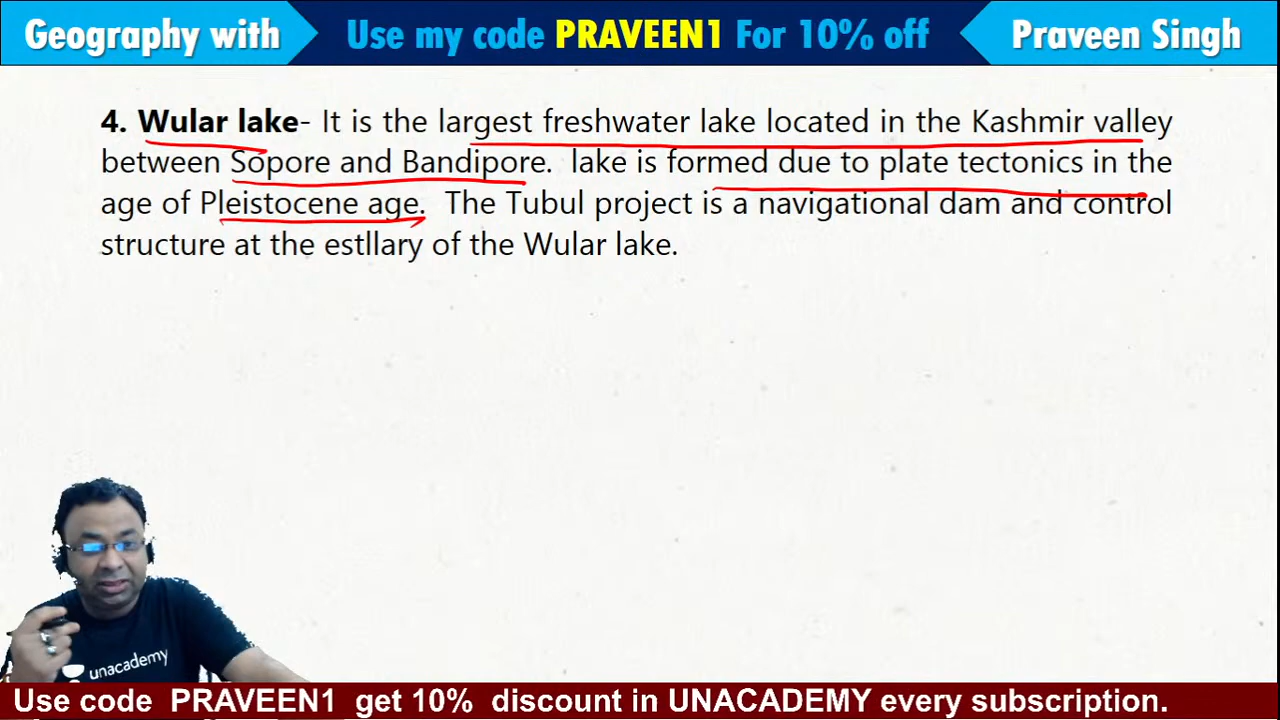 Geography with Use my code PRAVEEN1 For 10% off Praveen Singh
4. Wular lake- It is the largest freshwater lake located in the Kashmir valley
between Sopore and Bandipore. lake is formed due to plate tectonics in the
age of Pleistocene age. The Tubul project is a navigational dam and control
structure at the estllary of the Wular lake.
unacademy
Use code PRAVEEN1 get 10% discount in UNACADEMY every subscription.